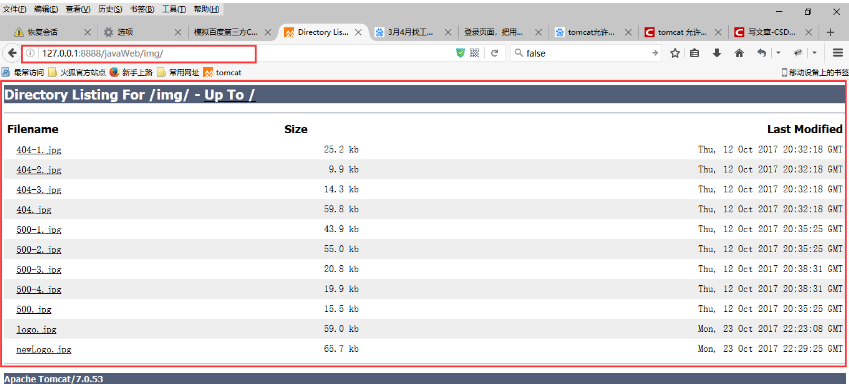 文件(F) 编辑(E) 查看(V) 历史(S) 书签(B) 工具(T) 帮助(H)
恢复会话 选项 模拟百度第三方C... Directory Lis... 3月4月找工... 登录页面，把用... tomcat允许... tomcat 允许... 写文章-CSD...
127.0.0.1:8888/javaWeb/img/ false
最常访问 火狐官方站点 新手上路 常用网址 tomcat 移动设备上的书签
Directory Listing For /img/ - Up To /
Filename Size Last Modified
404-1.jpg 25.2 kb Thu, 12 Oct 2017 20:32:18 GMT
404-2.jpg 9.9 kb Thu, 12 Oct 2017 20:32:18 GMT
404-3.jpg 14.3 kb Thu, 12 Oct 2017 20:32:18 GMT
404.jpg 59.8 kb Thu, 12 Oct 2017 20:32:18 GMT
500-1.jpg 43.9 kb Thu, 12 Oct 2017 20:35:25 GMT
500-2.jpg 55.0 kb Thu, 12 Oct 2017 20:35:25 GMT
500-3.jpg 20.8 kb Thu, 12 Oct 2017 20:38:31 GMT
500-4.jpg 19.9 kb Thu, 12 Oct 2017 20:38:31 GMT
500.jpg 15.5 kb Thu, 12 Oct 2017 20:35:25 GMT
logo.jpg 59.0 kb Mon, 23 Oct 2017 22:23:08 GMT
newLogo.jpg 65.7 kb Mon, 23 Oct 2017 22:29:25 GMT
Apache Tomcat/7.0.53